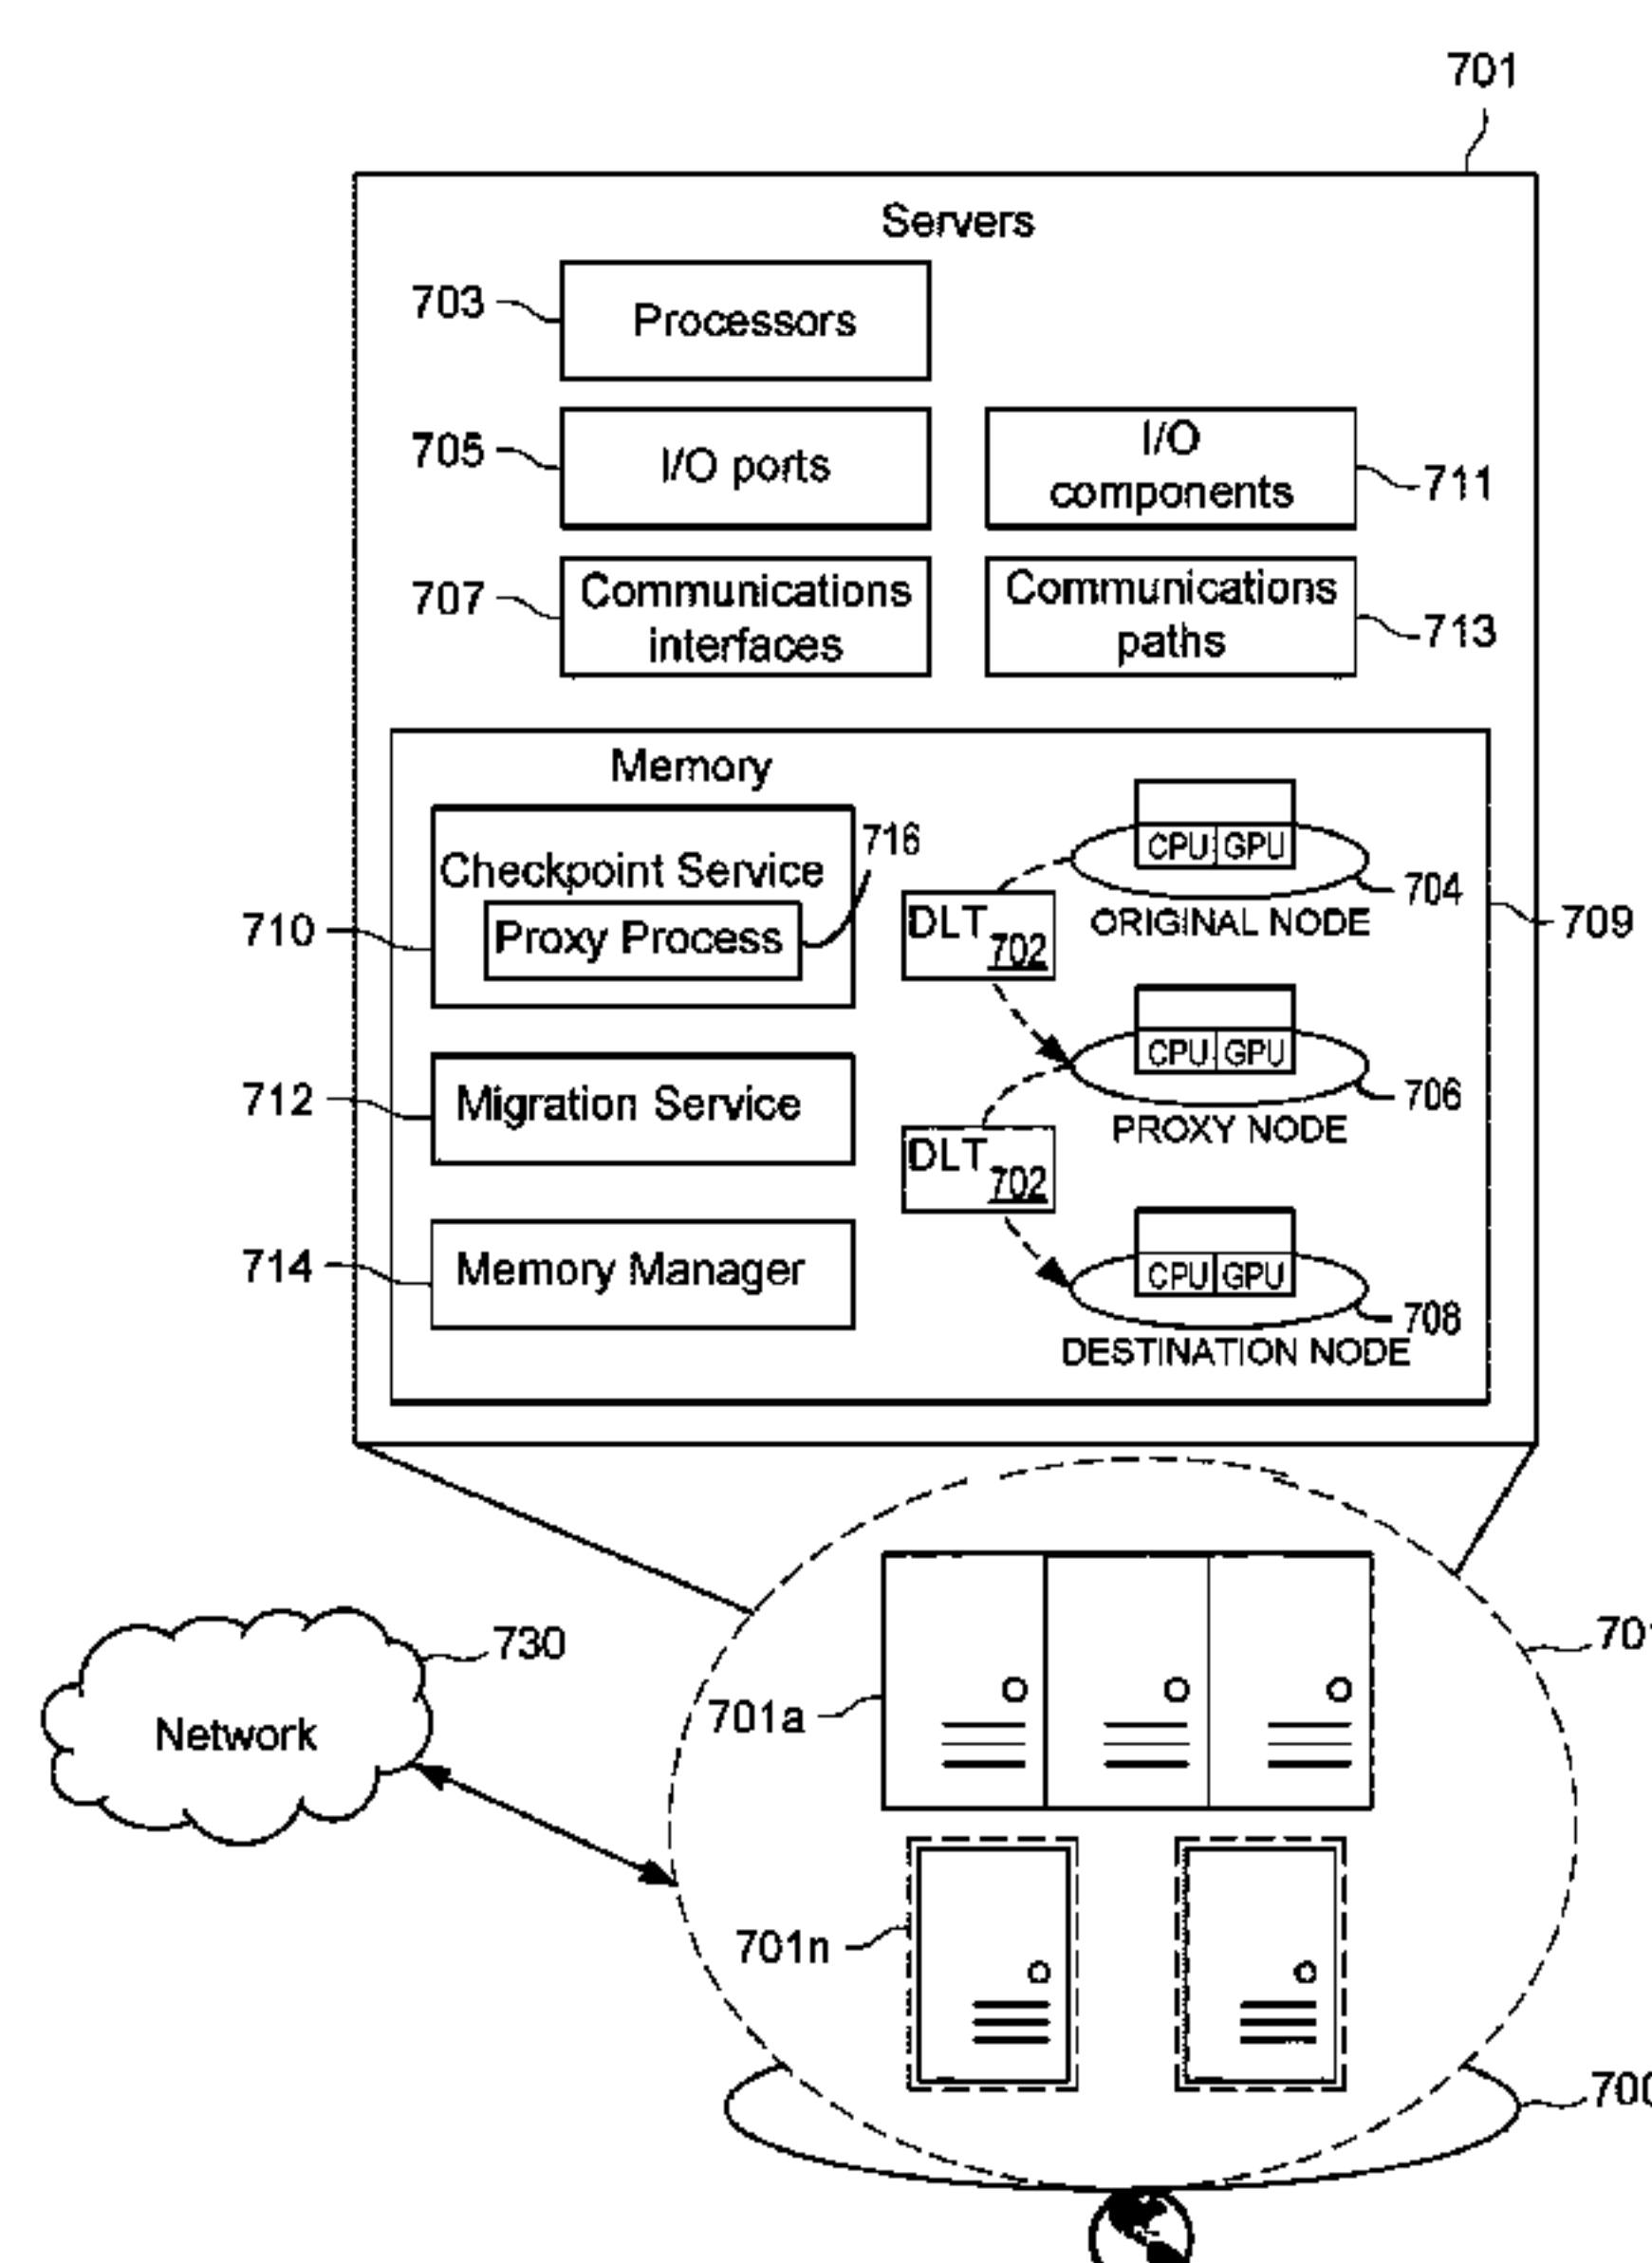 701
Servers
703
Processors
705
I/O ports
I/O
components
711
707
Communications
interfaces
Communications
paths
713
Memory
709
710
Checkpoint Service
Proxy Process
716
712
Migration Service
714
Memory Manager
CPU GPU
704
ORIGINAL NODE
DLT
702
CPU GPU
706
PROXY NODE
DLT
702
CPU GPU
708
DESTINATION NODE
730
Network
701a
701n